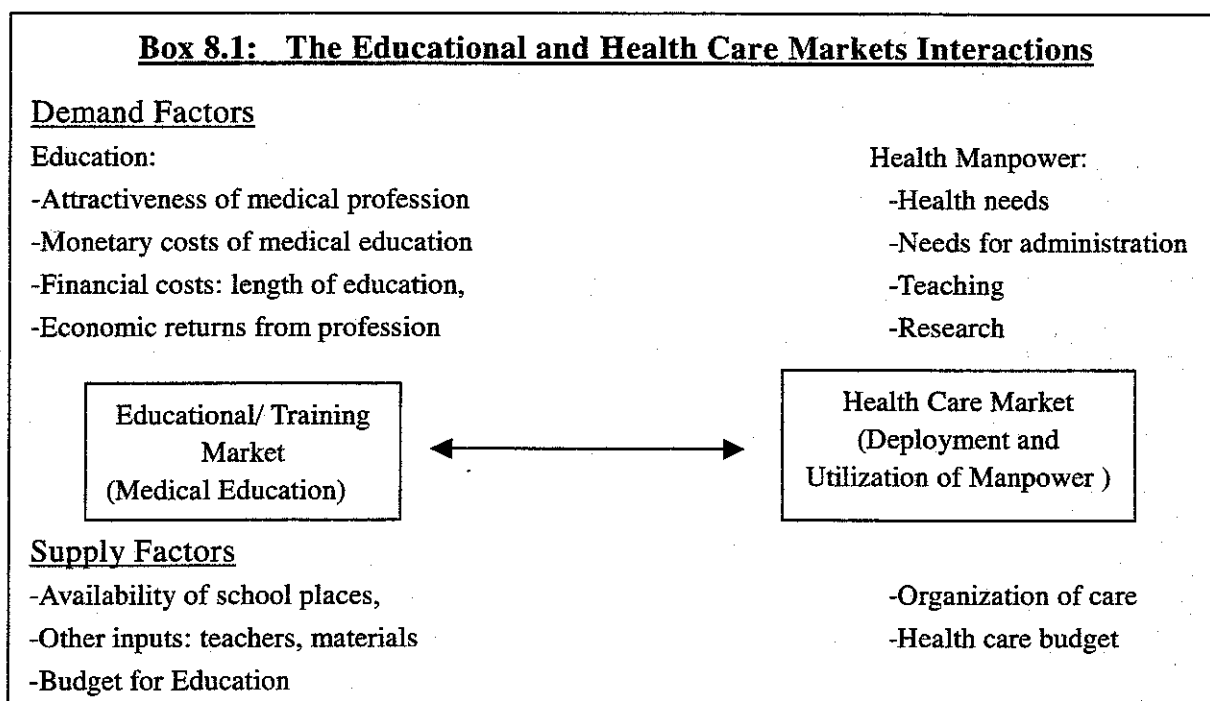 Box 8.1: The Educational and Health Care Markets Interactions
Demand Factors
Education:
-Attractiveness of medical profession
-Monetary costs of medical education
-Financial costs: length of education,
-Economic returns from profession
Health Manpower:
-Health needs
-Needs for administration
-Teaching
-Research
Educational/ Training
Market
(Medical Education)
Health Care Market
(Deployment and
Utilization of Manpower )
Supply Factors
-Availability of school places,
-Other inputs: teachers, materials
-Budget for Education
-Organization of care
-Health care budget